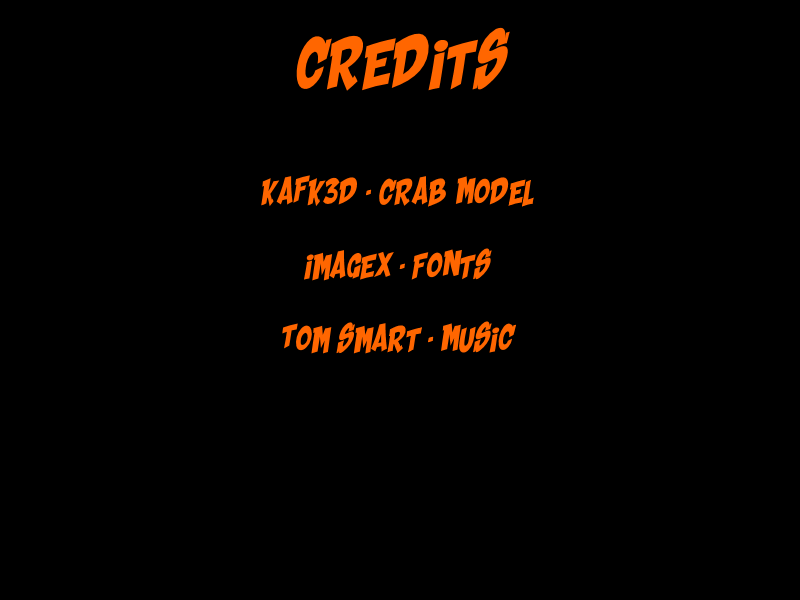 CREDiTS
KAFK3D - CRAB MODEL
iMAGEX - FONTS
TOM SMART - MUSiC